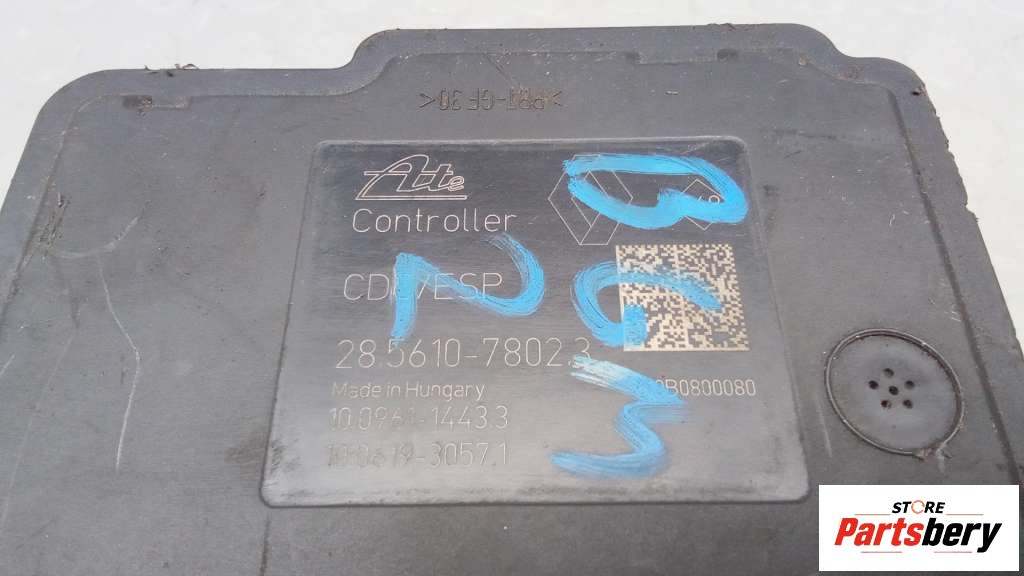 >PBT-GF30<
Ate
Controller
28.5610-7802.3
Made in Hungary
10.0961-1443.3
10.0619-3057.1
STORE
Partsbery